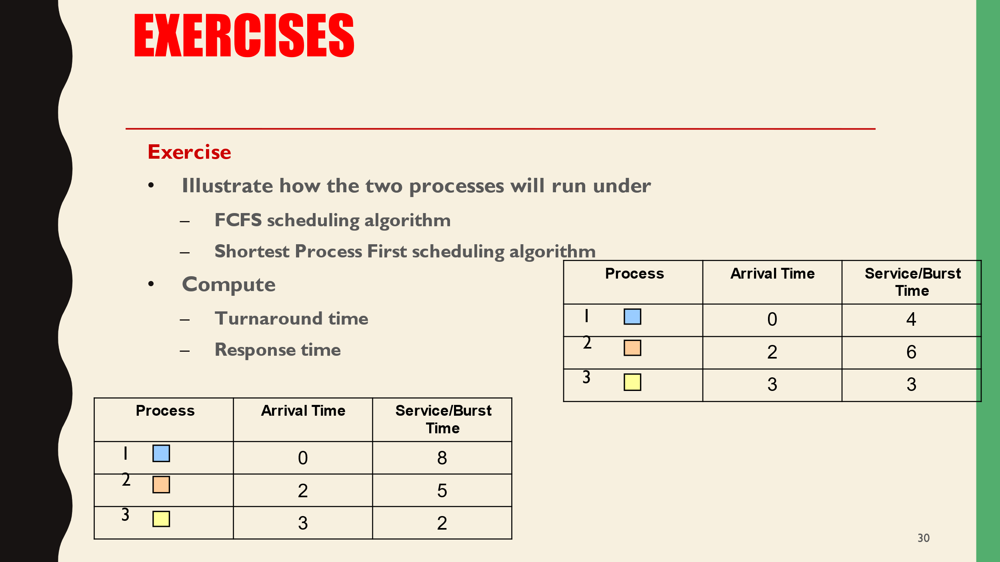 EXERCISES
Exercise
• Illustrate how the two processes will run under
– FCFS scheduling algorithm
– Shortest Process First scheduling algorithm
• Compute
– Turnaround time
– Response time
Process Arrival Time Service/Burst Time
1 0 4
2 2 6
3 3 3
Process Arrival Time Service/Burst Time
1 0 8
2 2 5
3 3 2
30